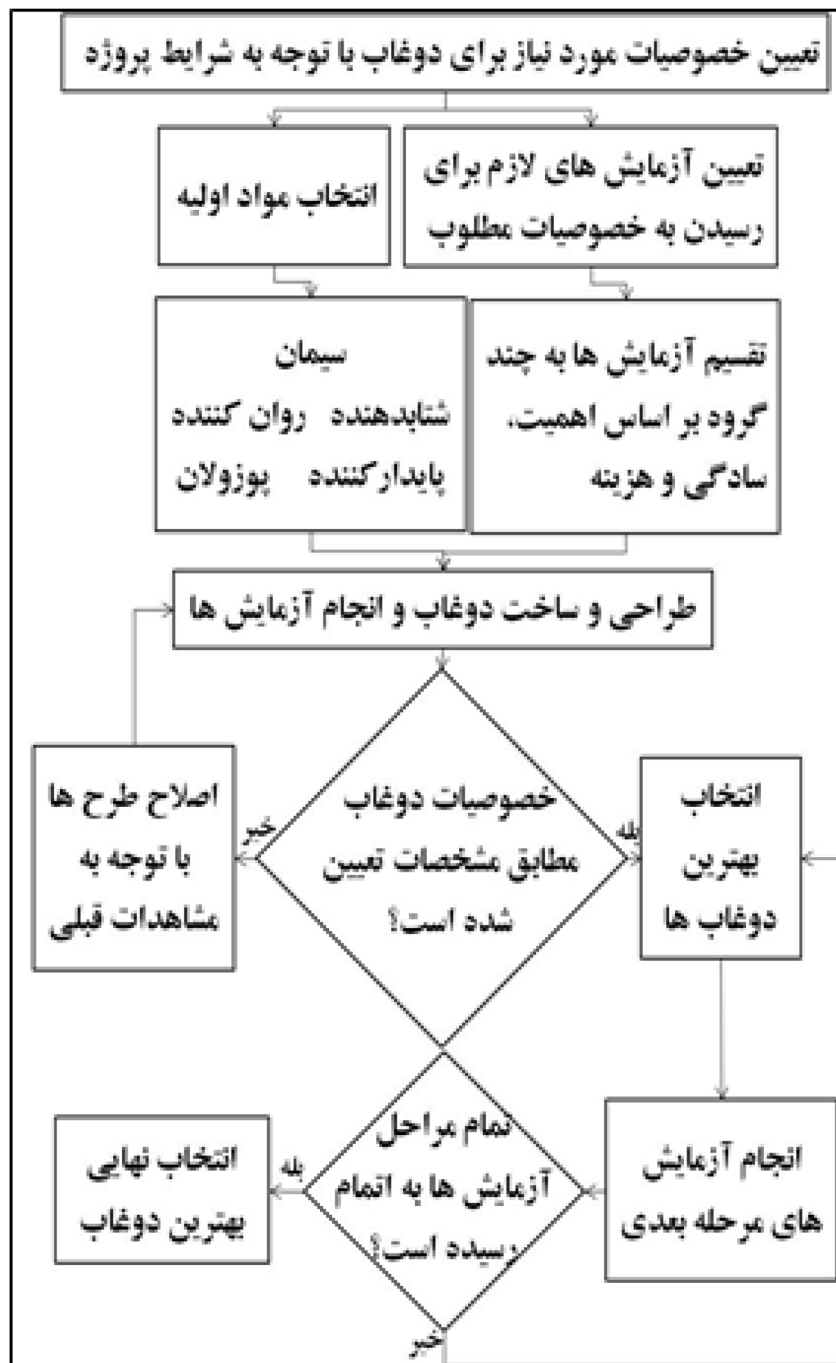 تعیین خصوصیات مورد نیاز برای دوغاب با توجه به شرایط پروژه
تعیین آزمایش های لازم برای
رسیدن به خصوصیات مطلوب
انتخاب مواد اولیه
تقسیم آزمایش ها به چند
گروه بر اساس اهمیت،
سادگی و هزینه
سیمان
شتابدهنده روان کننده
پایدارکننده پوزولان
طراحی و ساخت دوغاب و انجام آزمایش ها
خصوصیات دوغاب
مطابق مشخصات تعیین
شده است؟
بله
خیر
انتخاب
بهترین
دوغاب ها
اصلاح طرح ها
با توجه به
مشاهدات قبلی
انجام آزمایش
های مرحله بعدی
تمام مراحل
آزمایش ها به اتمام
رسیده است؟
بله
انتخاب نهایی
بهترین دوغاب
خیر